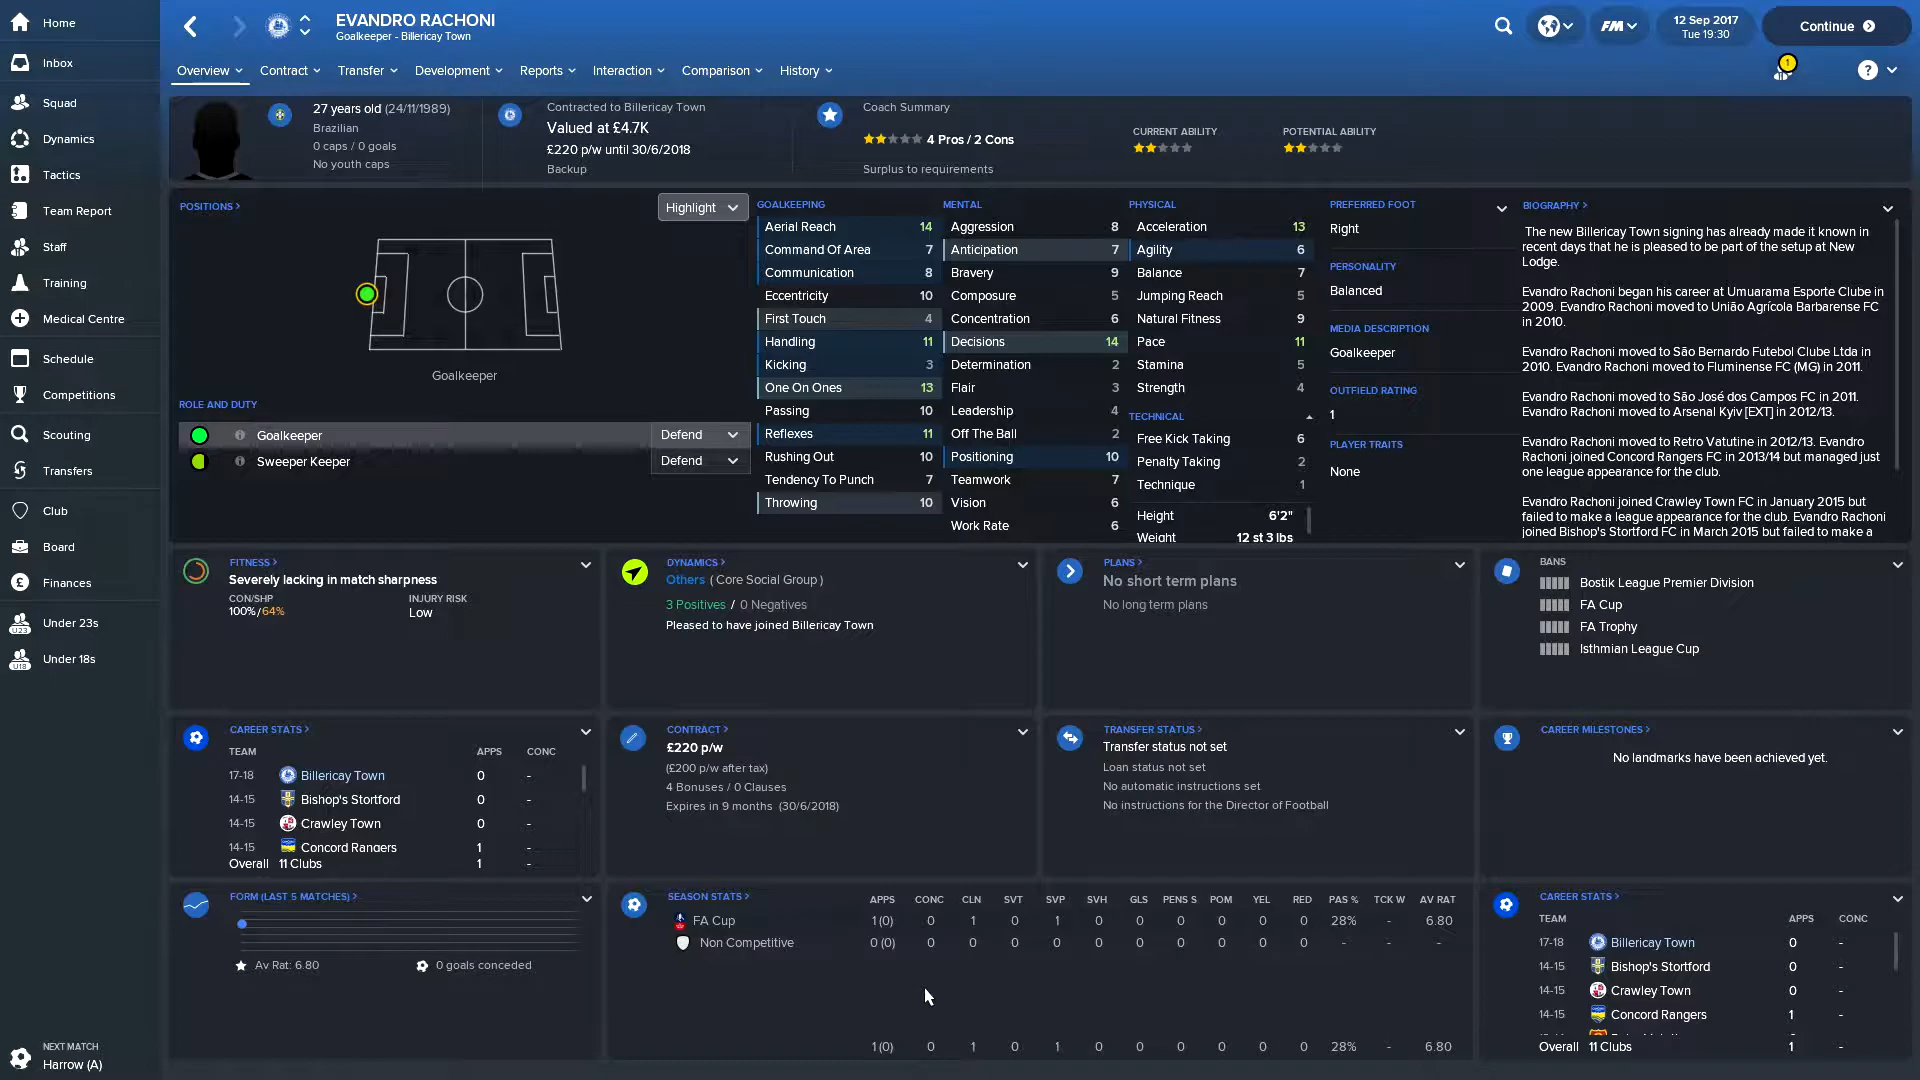 Home
Inbox
Squad
Dynamics
Tactics
Team Report
Staff
Training
Medical Centre
Schedule
Competitions
Scouting
Transfers
Club
Board
Finances
U23
Under 23s
U18
Under 18s
NEXT MATCH
Harrow (A)
EVANDRO RACHONI
Goalkeeper - Billericay Town
FM
12 Sep 2017
Tue 19:30
Continue
Overview
Contract
Transfer
Development
Reports
Interaction
Comparison
History
1
?
27 years old (24/11/1989)
Brazilian
0 caps / 0 goals
No youth caps
Contracted to Billericay Town
Valued at £4.7K
£220 p/w until 30/6/2018
Backup
Coach Summary
4 Pros / 2 Cons
Surplus to requirements
CURRENT ABILITY
POTENTIAL ABILITY
POSITIONS >
Highlight
Goalkeeper
ROLE AND DUTY
Goalkeeper Defend
Sweeper Keeper Defend
GOALKEEPING
Aerial Reach 14
Command Of Area 7
Communication 8
Eccentricity 10
First Touch 4
Handling 11
Kicking 3
One On Ones 13
Passing 10
Reflexes 11
Rushing Out 10
Tendency To Punch 7
Throwing 10
MENTAL
Aggression 8
Anticipation 7
Bravery 9
Composure 5
Concentration 6
Decisions 14
Determination 2
Flair 3
Leadership 4
Off The Ball 2
Positioning 10
Teamwork 7
Vision 6
Work Rate 6
PHYSICAL
Acceleration 13
Agility 6
Balance 7
Jumping Reach 5
Natural Fitness 9
Pace 11
Stamina 5
Strength 4
TECHNICAL
Free Kick Taking 6
Penalty Taking 2
Technique 1
Height 6'2"
Weight 12 st 3 lbs
PREFERRED FOOT
Right
PERSONALITY
Balanced
MEDIA DESCRIPTION
Goalkeeper
OUTFIELD RATING
1
PLAYER TRAITS
None
BIOGRAPHY >
The new Billericay Town signing has already made it known in
recent days that he is pleased to be part of the setup at New
Lodge.
Evandro Rachoni began his career at Umuarama Esporte Clube in
2009. Evandro Rachoni moved to União Agrícola Barbarense FC
in 2010.
Evandro Rachoni moved to São Bernardo Futebol Clube Ltda in
2010. Evandro Rachoni moved to Fluminense FC (MG) in 2011.
Evandro Rachoni moved to São José dos Campos FC in 2011.
Evandro Rachoni moved to Arsenal Kyiv [EXT] in 2012/13.
Evandro Rachoni moved to Retro Vatutine in 2012/13. Evandro
Rachoni joined Concord Rangers FC in 2013/14 but managed just
one league appearance for the club.
Evandro Rachoni joined Crawley Town FC in January 2015 but
failed to make a league appearance for the club. Evandro Rachoni
joined Bishop's Stortford FC in March 2015 but failed to make a
FITNESS >
Severely lacking in match sharpness
CON/SHP INJURY RISK
100%/64% Low
DYNAMICS >
Others ( Core Social Group )
3 Positives / 0 Negatives
Pleased to have joined Billericay Town
PLANS >
No short term plans
No long term plans
BANS
Bostik League Premier Division
FA Cup
FA Trophy
Isthmian League Cup
CAREER STATS >
TEAM APPS CONC
17-18 Billericay Town 0 -
14-15 Bishop's Stortford 0 -
14-15 Crawley Town 0 -
14-15 Concord Rangers 1 -
Overall 11 Clubs 1 -
CONTRACT >
£220 p/w
(£200 p/w after tax)
4 Bonuses / 0 Clauses
Expires in 9 months (30/6/2018)
TRANSFER STATUS >
Transfer status not set
Loan status not set
No automatic instructions set
No instructions for the Director of Football
CAREER MILESTONES >
No landmarks have been achieved yet.
FORM (LAST 5 MATCHES) >
Av Rat: 6.80 0 goals conceded
SEASON STATS > APPS CONC CLN SVT SVP SVH GLS PENS S POM YEL RED PAS % TCK W AV RAT
FA Cup 1 (0) 0 1 0 1 0 0 0 0 0 0 28% - 6.80
Non Competitive 0 (0) 0 0 0 0 0 0 0 0 0 0 - - -
1 (0) 0 1 0 1 0 0 0 0 0 0 28% - 6.80
CAREER STATS >
TEAM APPS CONC
17-18 Billericay Town 0 -
14-15 Bishop's Stortford 0 -
14-15 Crawley Town 0 -
14-15 Concord Rangers 1 -
Overall 11 Clubs 1 -